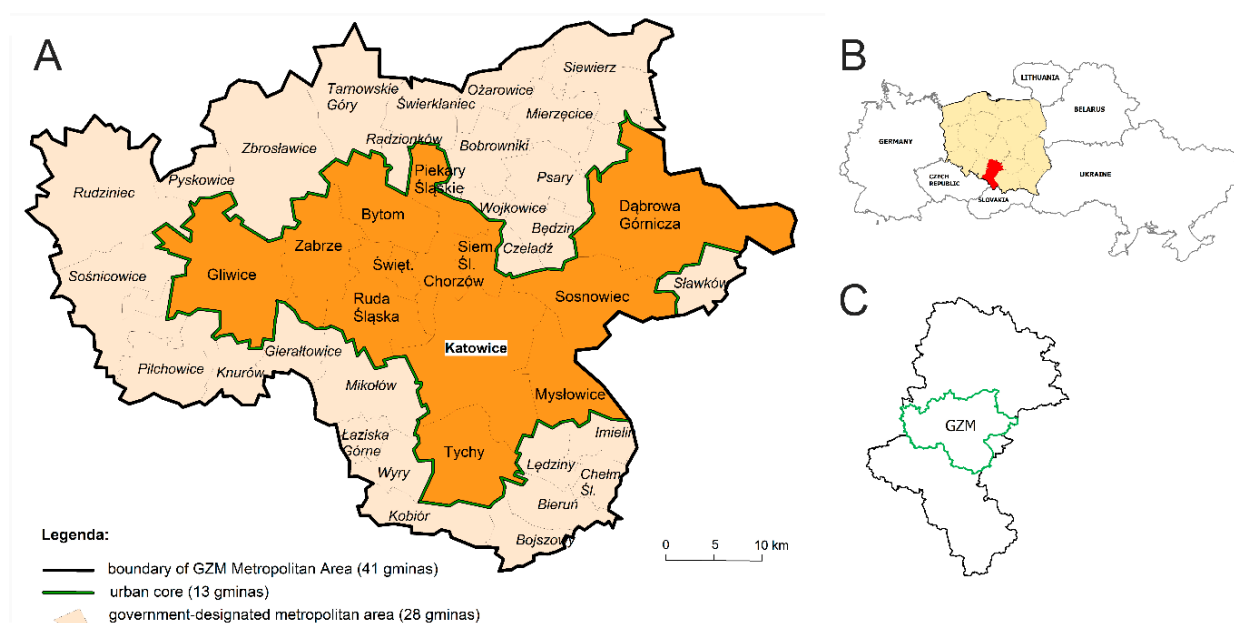 A
Siewierz
Tarnowskie
Góry
Ożarowice
Świerklaniec
Mierzęcice
Radzionków
Bobrowniki
Zbrosławice
Pyskowice
Rudziniec
Piekary
Śląskie
Psary
Wojkowice
Będzin
Czeladź
Dąbrowa
Górnicza
Bytom
Zabrze
Siem.
Śl.
Święt.
Chorzów
Gliwice
Sośnicowice
Sławków
Sosnowiec
Ruda
Śląska
Katowice
Gierałtowice
Pilchowice
Knurów
Mikołów
Mysłowice
Imielin
Łaziska
Górne
Tychy
Wyry
Lędziny
Chełm
Śl.
Bieruń
Kobiór
Bojszowy
Legenda:
boundary of GZM Metropolitan Area (41 gminas)
urban core (13 gminas)
government-designated metropolitan area (28 gminas)
0 5 10 km
B
LITHUANIA
BELARUS
GERMANY
CZECH
REPUBLIC
UKRAINE
SLOVAKIA
C
GZM